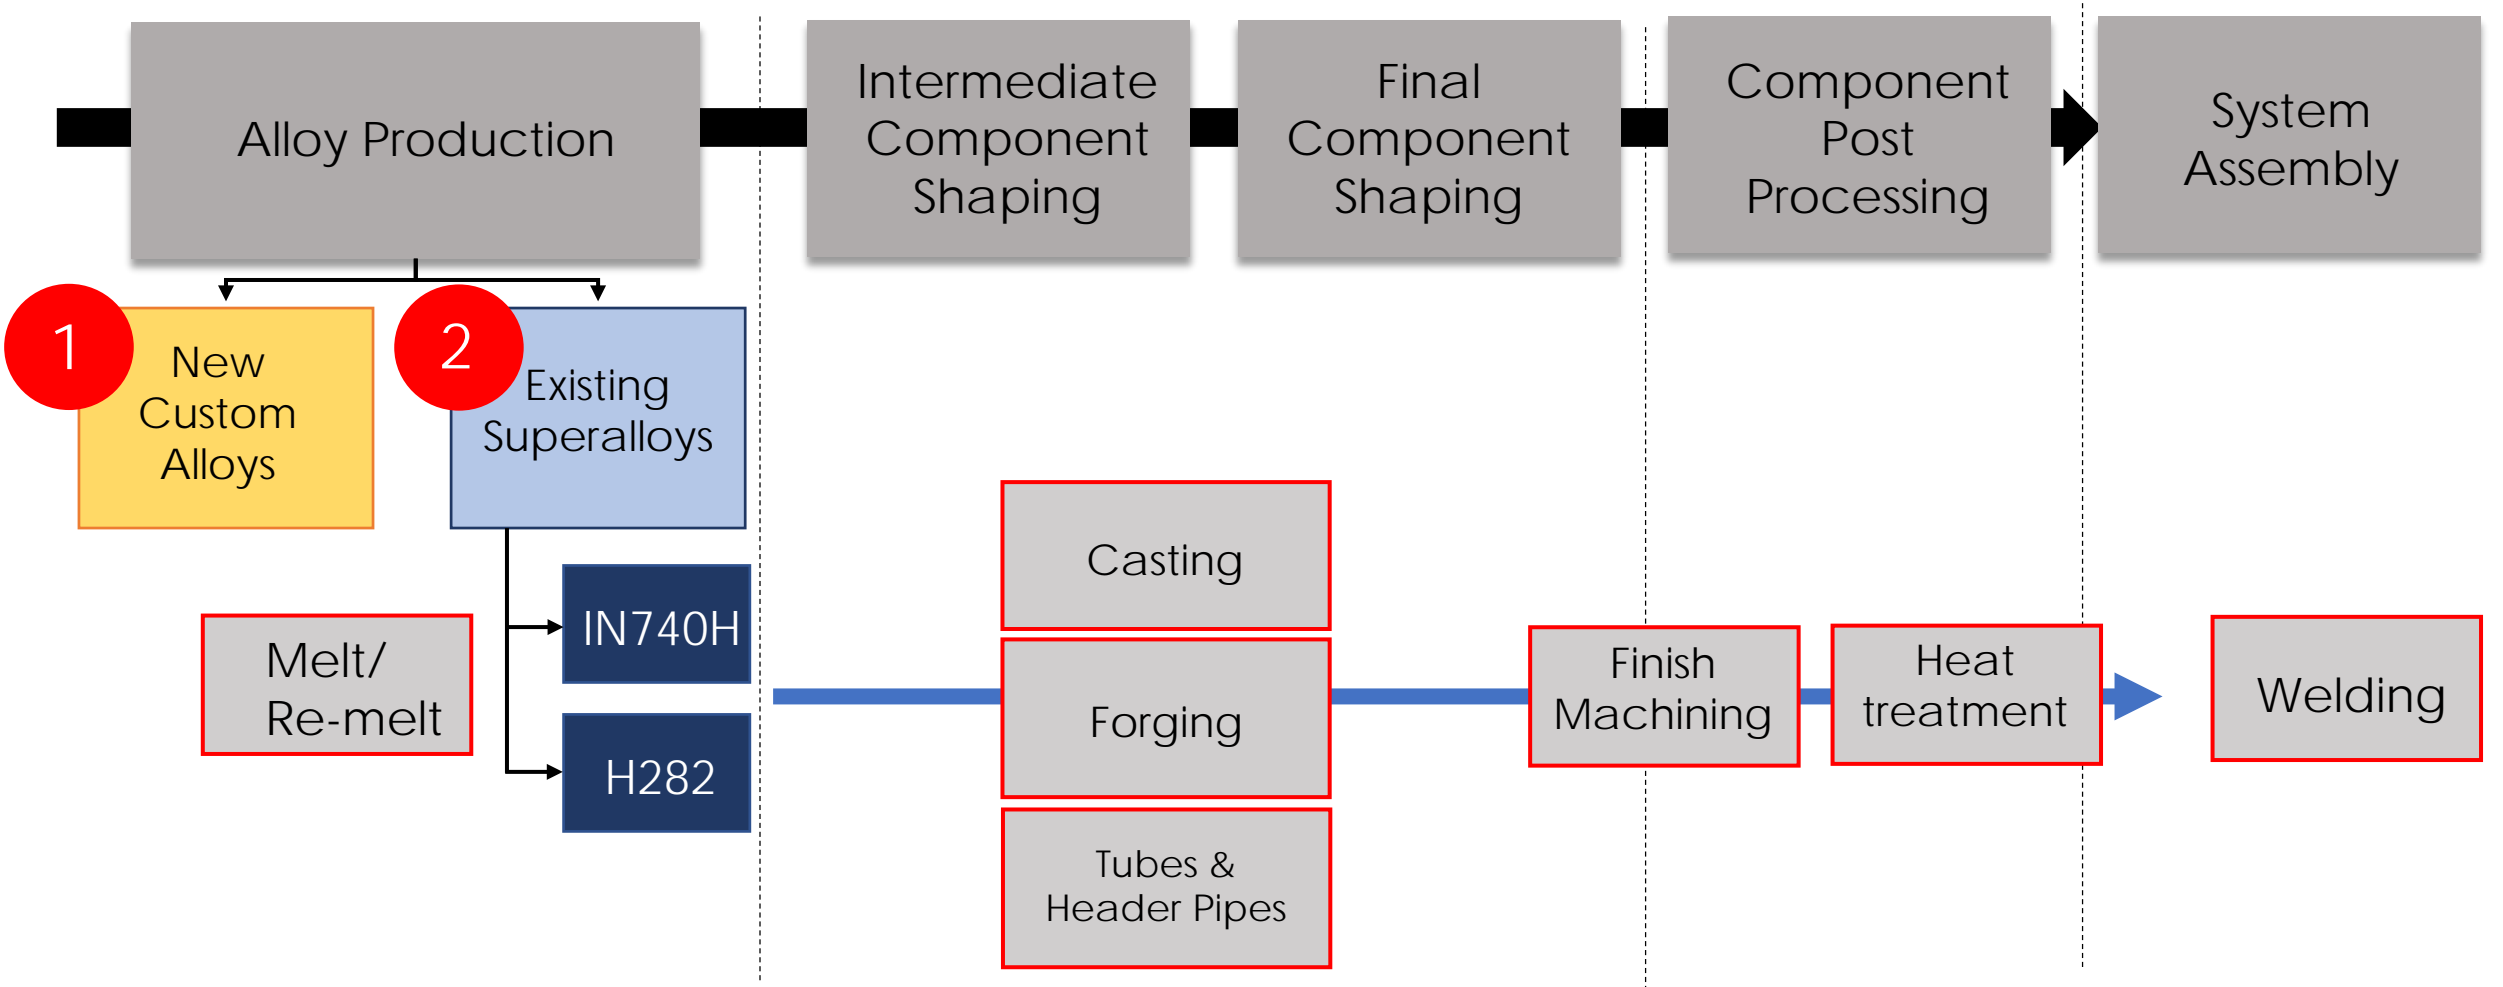 Alloy Production
Intermediate
Component
Shaping
Final
Component
Shaping
Component
Post
Processing
System
Assembly
1
New
Custom
Alloys
2
Existing
Superalloys
IN740H
H282
Melt/
Re-melt
Casting
Forging
Tubes &
Header Pipes
Finish
Machining
Heat
treatment
Welding